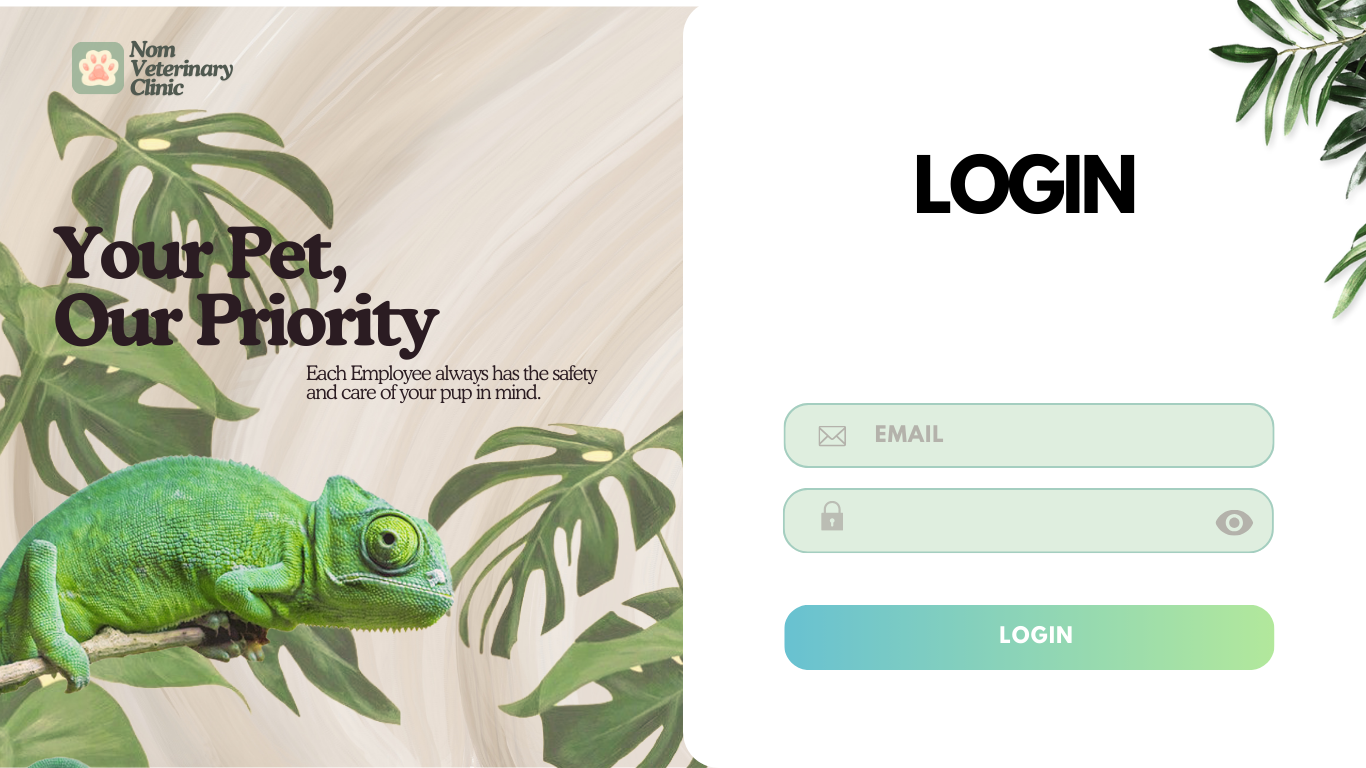 Nom
Veterinary
Clinic
Your Pet,
Our Priority
Each Employee always has the safety
and care of your pup in mind.
LOGIN
EMAIL
LOGIN